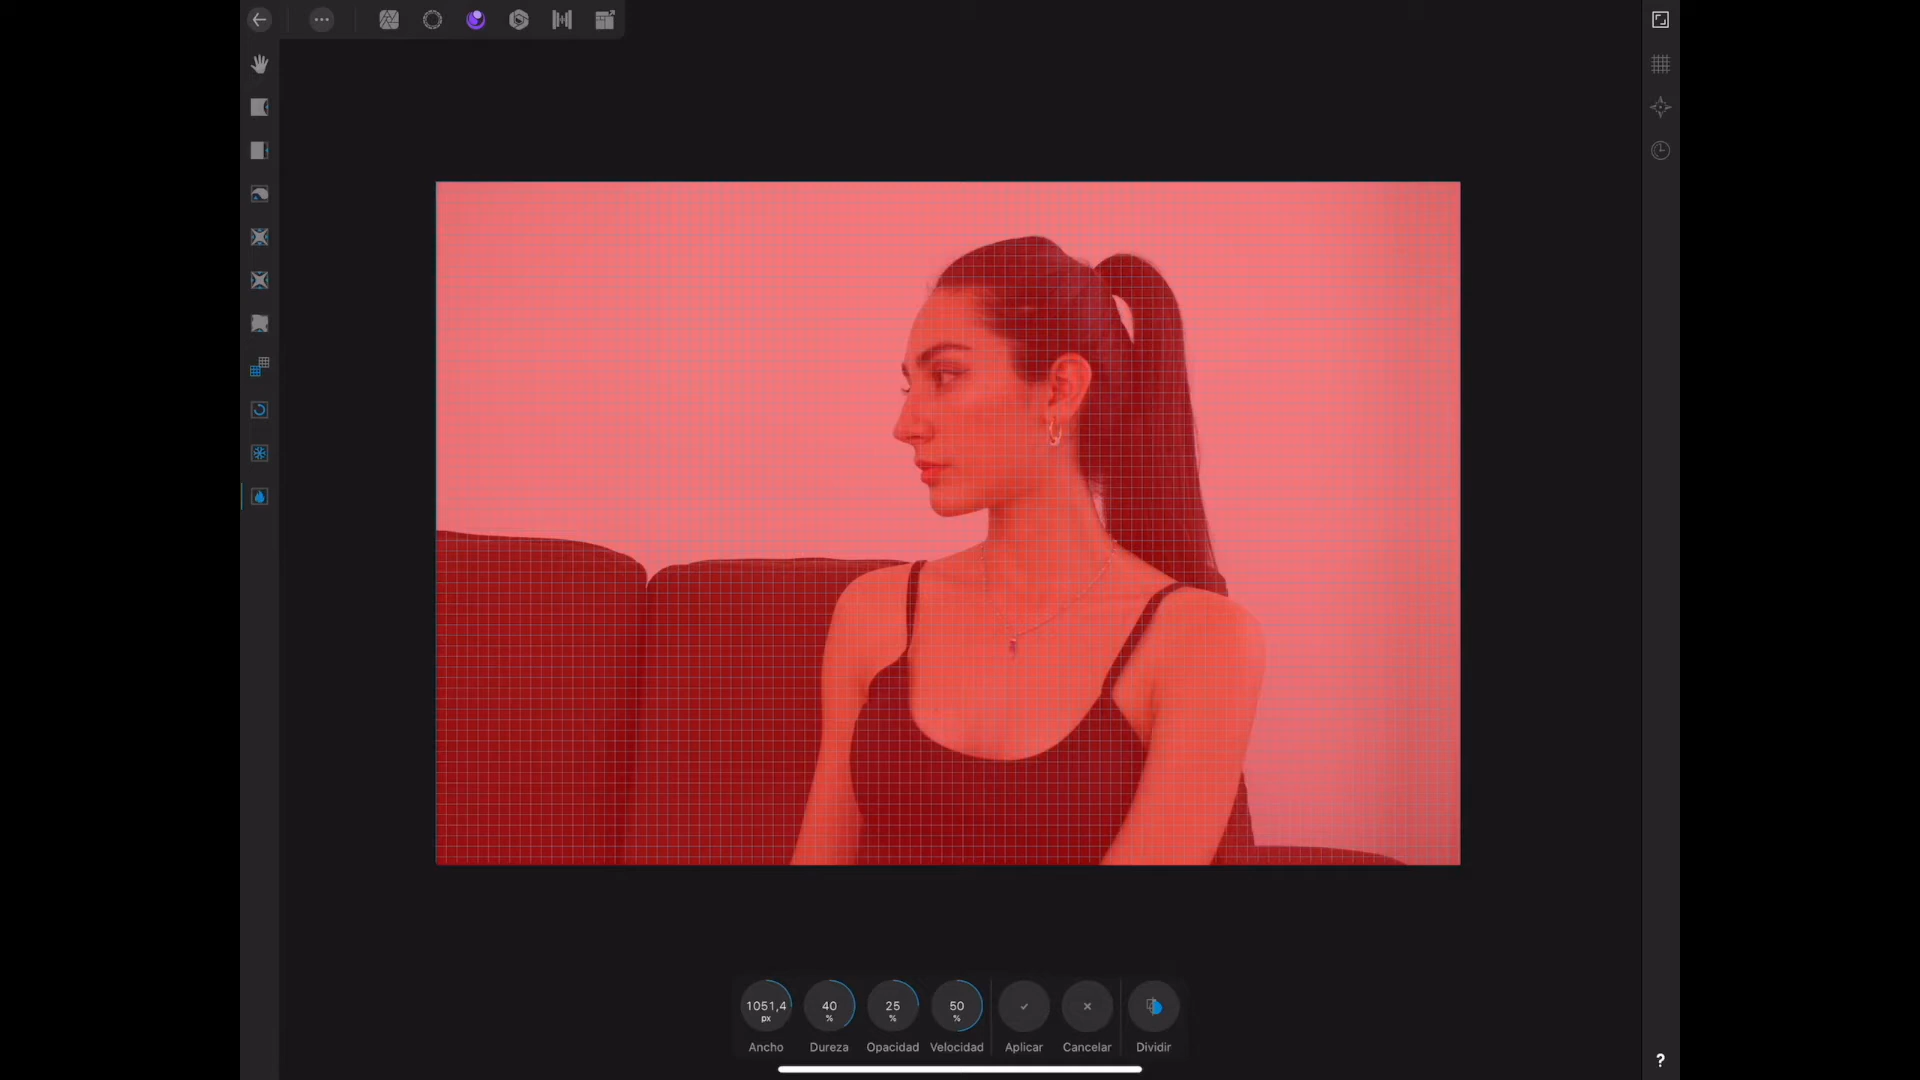 1051,4
px
Ancho
40
%
Dureza
25
%
Opacidad
50
%
Velocidad
Aplicar
Cancelar
Dividir
?